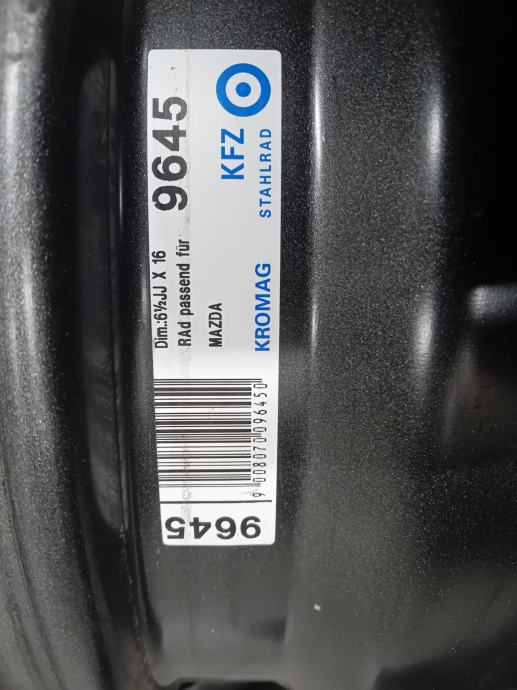 Dim.:6½JJ X 16
RAd passend für
9645
MAZDA
KFZ
KROMAG STAHLRAD
9 008070 096450
9645